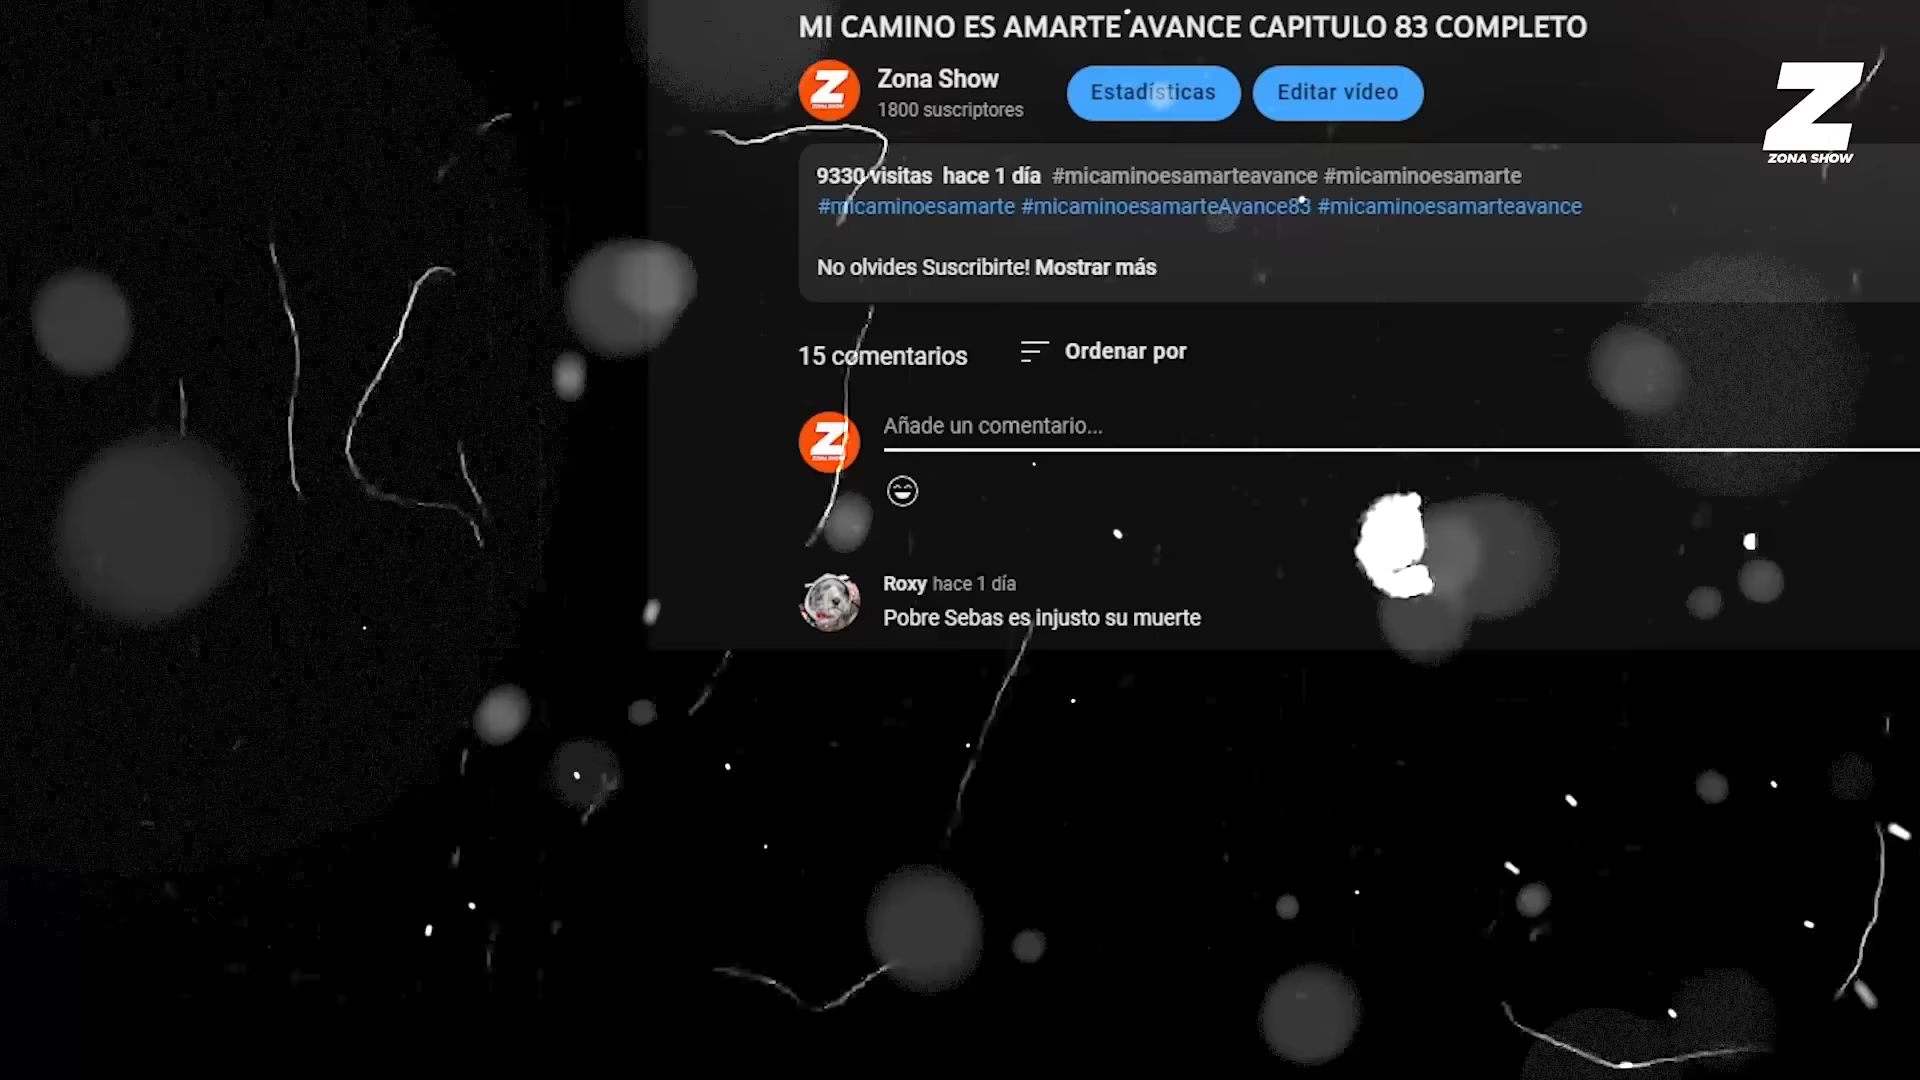 MI CAMINO ES AMARTE AVANCE CAPITULO 83 COMPLETO
Zona Show
1800 suscriptores
Estadísticas
Editar vídeo
Z
ZONA SHOW
9330 visitas hace 1 día #micaminoesamarteavance #micaminoesamarte
#micaminoesamarte #micaminoesamarteAvance83 #micaminoesamarteavance
No olvides Suscribirte! Mostrar más
15 comentarios
Ordenar por
Añade un comentario...
Roxy hace 1 día
Pobre Sebas es injusto su muerte